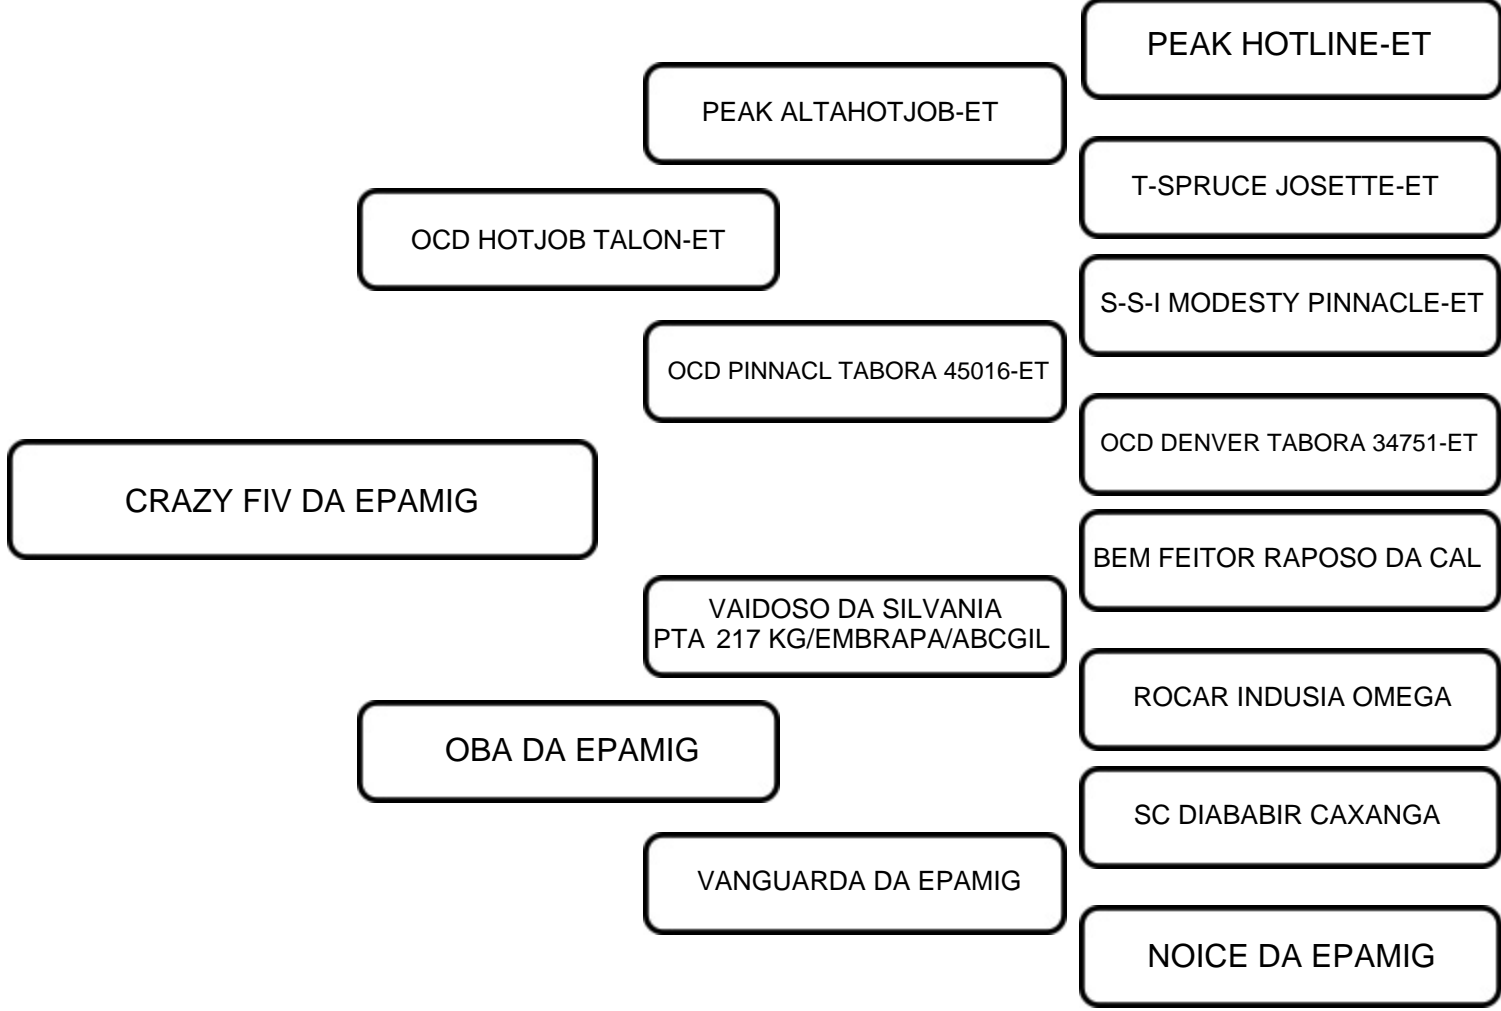 PEAK HOTLINE-ET
PEAK ALTAHOTJOB-ET
T-SPRUCE JOSETTE-ET
OCD HOTJOB TALON-ET
S-S-I MODESTY PINNACLE-ET
OCD PINNACL TABORA 45016-ET
OCD DENVER TABORA 34751-ET
CRAZY FIV DA EPAMIG
BEM FEITOR RAPOSO DA CAL
VAIDOSO DA SILVANIA
PTA 217 KG/EMBRAPA/ABCGIL
ROCAR INDUSIA OMEGA
OBA DA EPAMIG
SC DIABABIR CAXANGA
VANGUARDA DA EPAMIG
NOICE DA EPAMIG